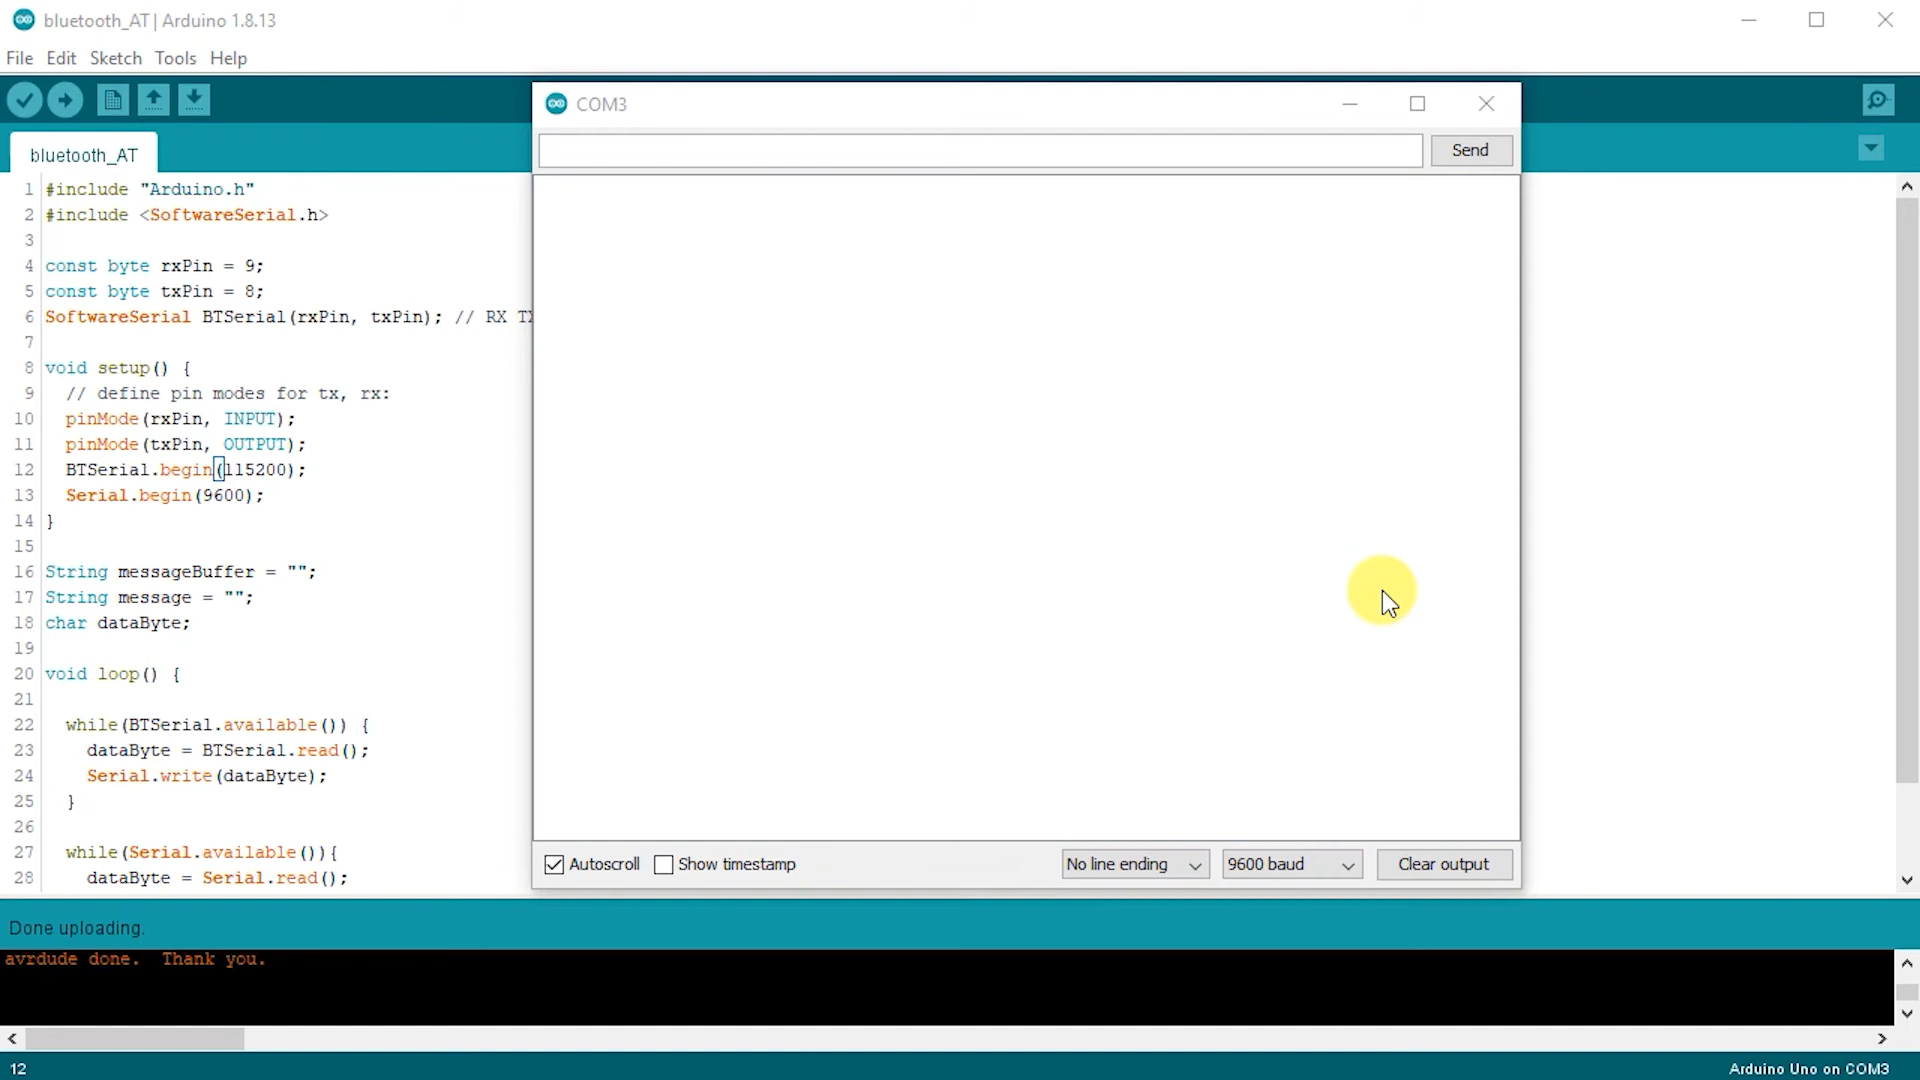 bluetooth_AT | Arduino 1.8.13
File Edit Sketch Tools Help
COM3
Send
bluetooth_AT
1 #include "Arduino.h"
2 #include <SoftwareSerial.h>
3
4 const byte rxPin = 9;
5 const byte txPin = 8;
6 SoftwareSerial BTSerial(rxPin, txPin); // RX TX
7
8 void setup() {
9 // define pin modes for tx, rx:
10 pinMode(rxPin, INPUT);
11 pinMode(txPin, OUTPUT);
12 BTSerial.begin(115200);
13 Serial.begin(9600);
14 }
15
16 String messageBuffer = "";
17 String message = "";
18 char dataByte;
19
20 void loop() {
21
22 while(BTSerial.available()) {
23 dataByte = BTSerial.read();
24 Serial.write(dataByte);
25 }
26
27 while(Serial.available()){
28 dataByte = Serial.read();
Autoscroll Show timestamp No line ending 9600 baud Clear output
Done uploading.
avrdude done. Thank you.
12
Arduino Uno on COM3